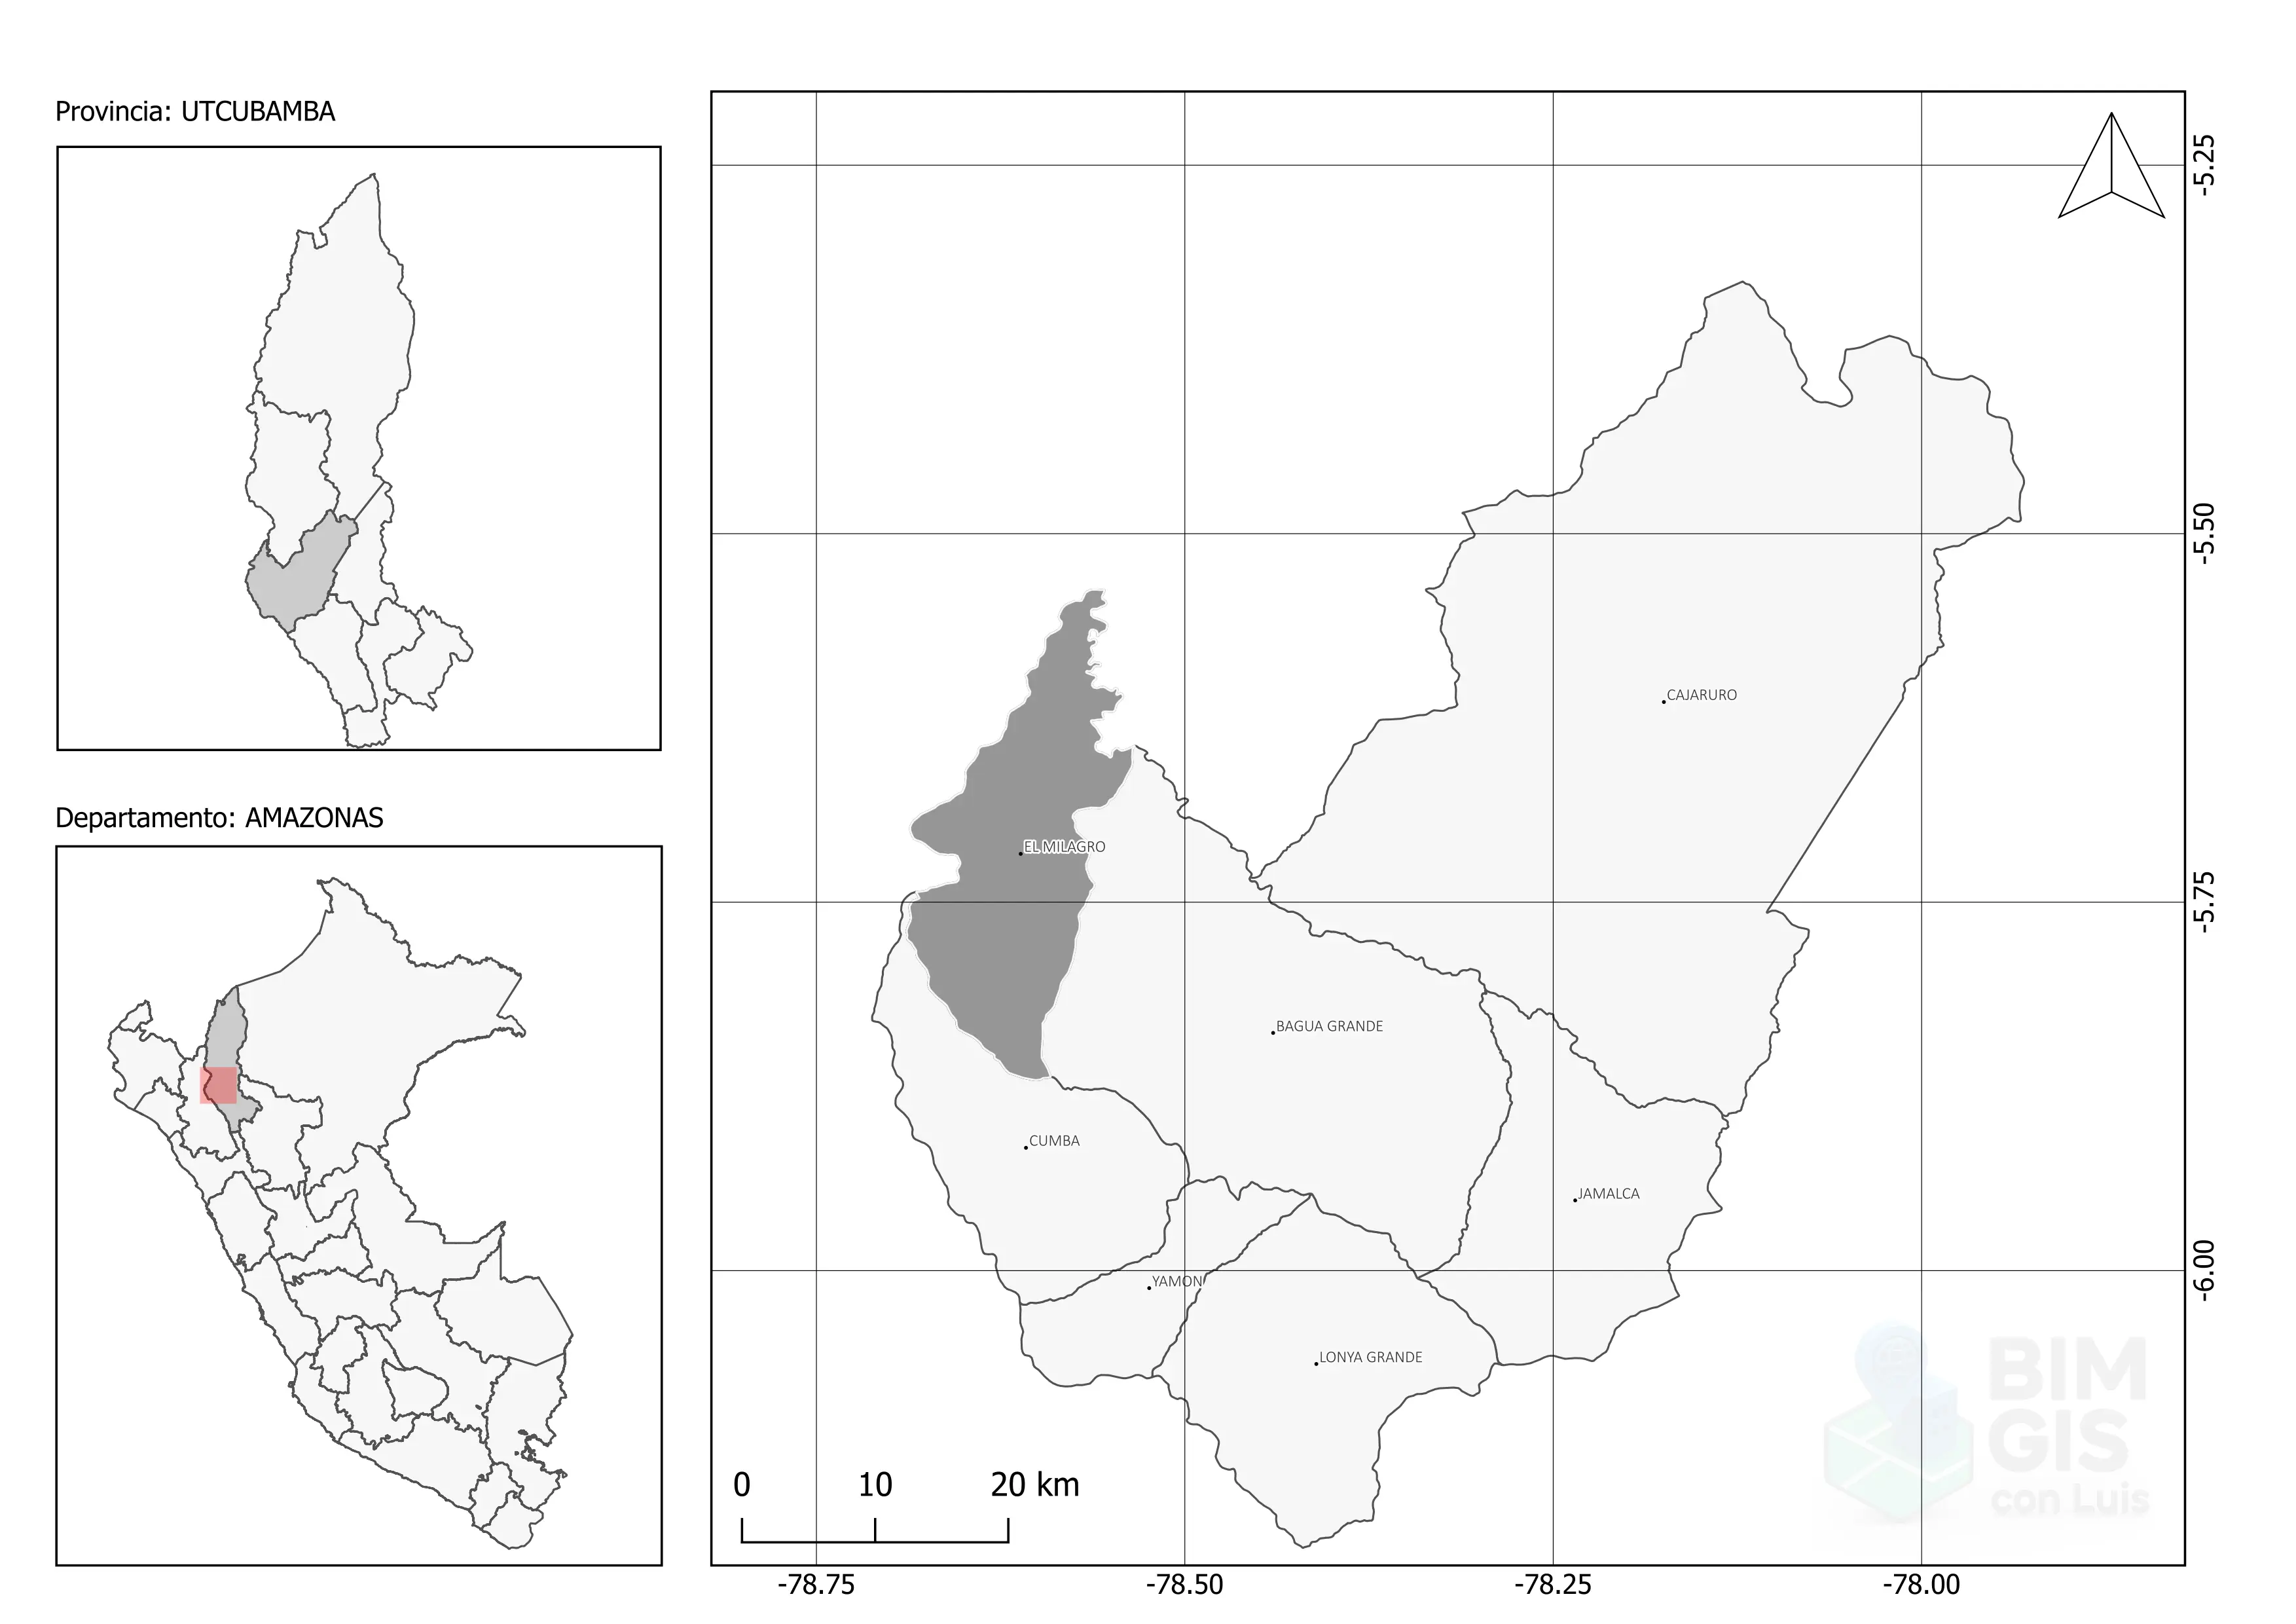 Provincia: UTCUBAMBA
Departamento: AMAZONAS
-5.25
-5.50
-5.75
-6.00
CAJARURO
EL MILAGRO
BAGUA GRANDE
CUMBA
JAMALCA
YAMON
LONYA GRANDE
BIM
GIS
con Luis
0 10 20 km
-78.75 -78.50 -78.25 -78.00